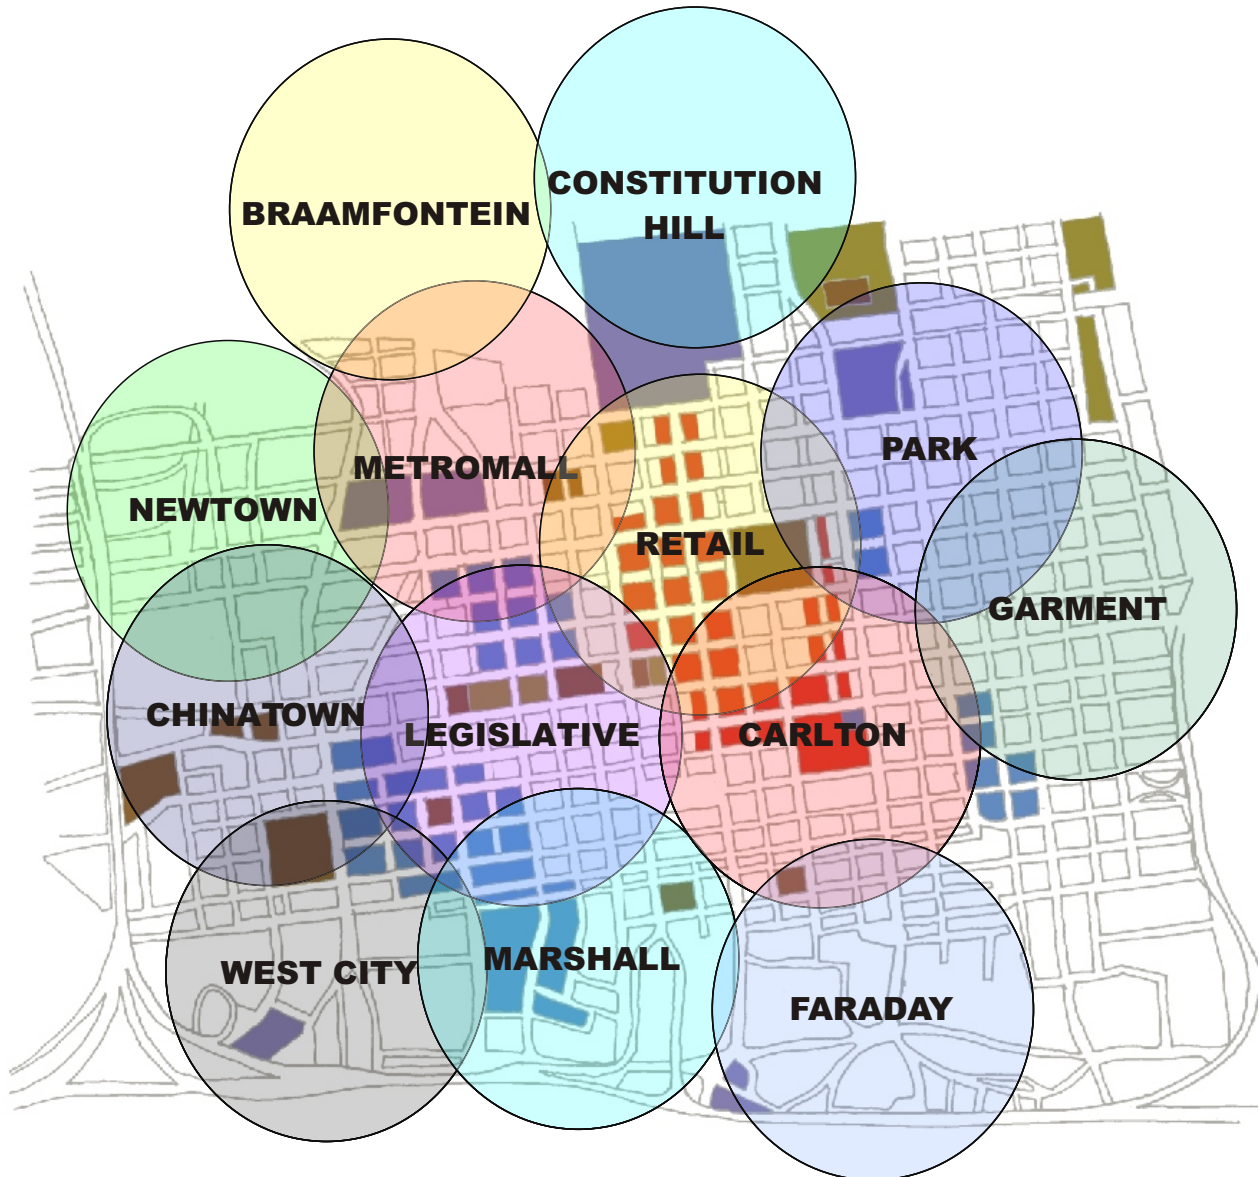 CONSTITUTION
HILL
BRAAMFONTEIN
PARK
METROMALL
NEWTOWN
RETAIL
GARMENT
CHINATOWN
LEGISLATIVE
CARLTON
WEST CITY
MARSHALL
FARADAY